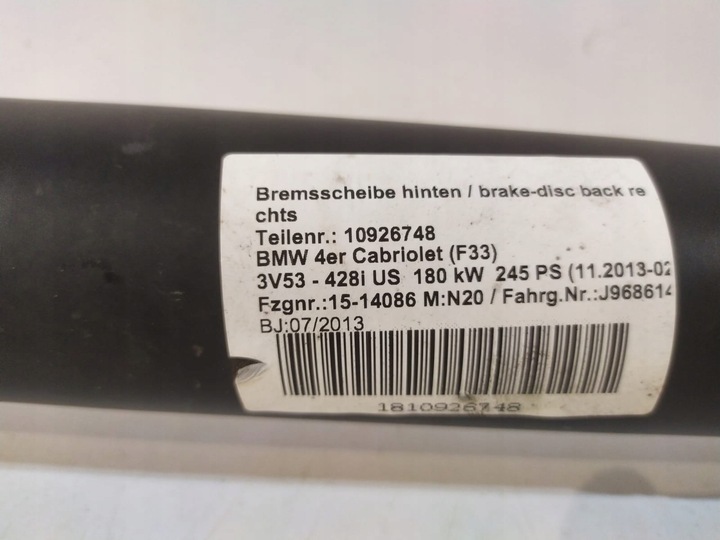 Bremsscheibe hinten / brake-disc back re
chts
Teilenr.: 10926748
BMW 4er Cabriolet (F33)
3V53 - 428i US 180 kW 245 PS (11.2013-02
Fzgnr.:15-14086 M:N20 / Fahrg.Nr.:J968614
BJ:07/2013
1810926748